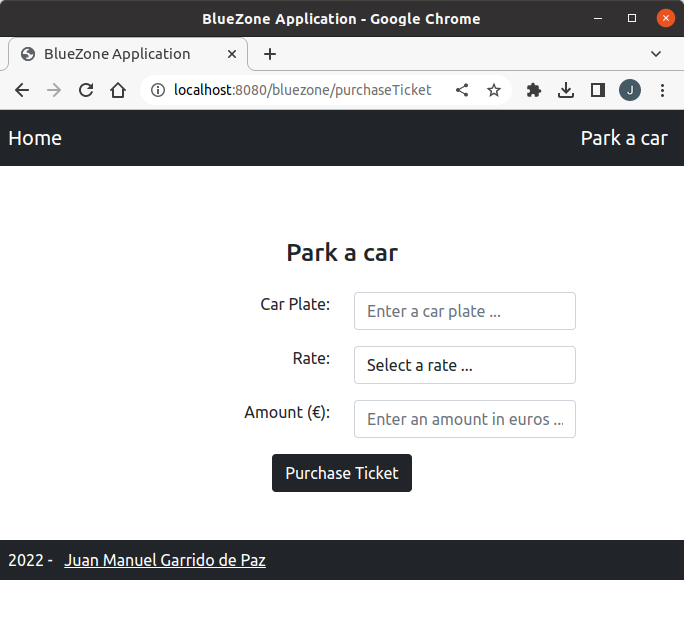 BlueZone Application - Google Chrome
BlueZone Application
localhost:8080/bluezone/purchaseTicket
J
Home
Park a car
Park a car
Car Plate:
Enter a car plate ...
Rate:
Select a rate ...
Amount (€):
Enter an amount in euros ...
Purchase Ticket
2022 - Juan Manuel Garrido de Paz